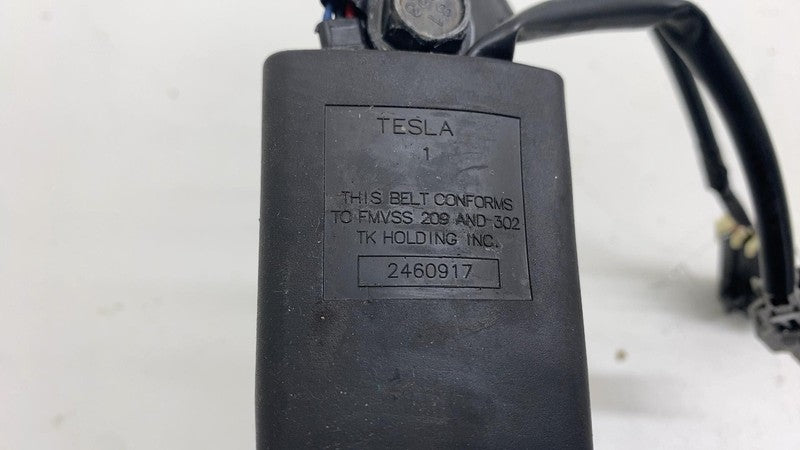 TESLA
1
THIS BELT CONFORMS
TO FMVSS 209 AND 302
TK HOLDING INC.
2460917